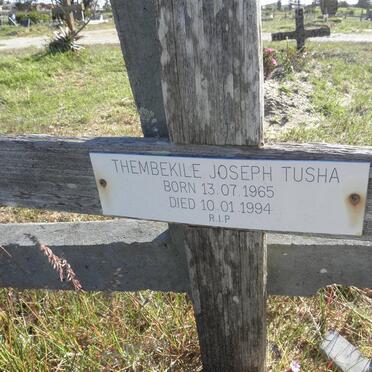 THEMBEKILE JOSEPH TUSHA
BORN 13.07.1965
DIED 10.01.1994
R.I.P